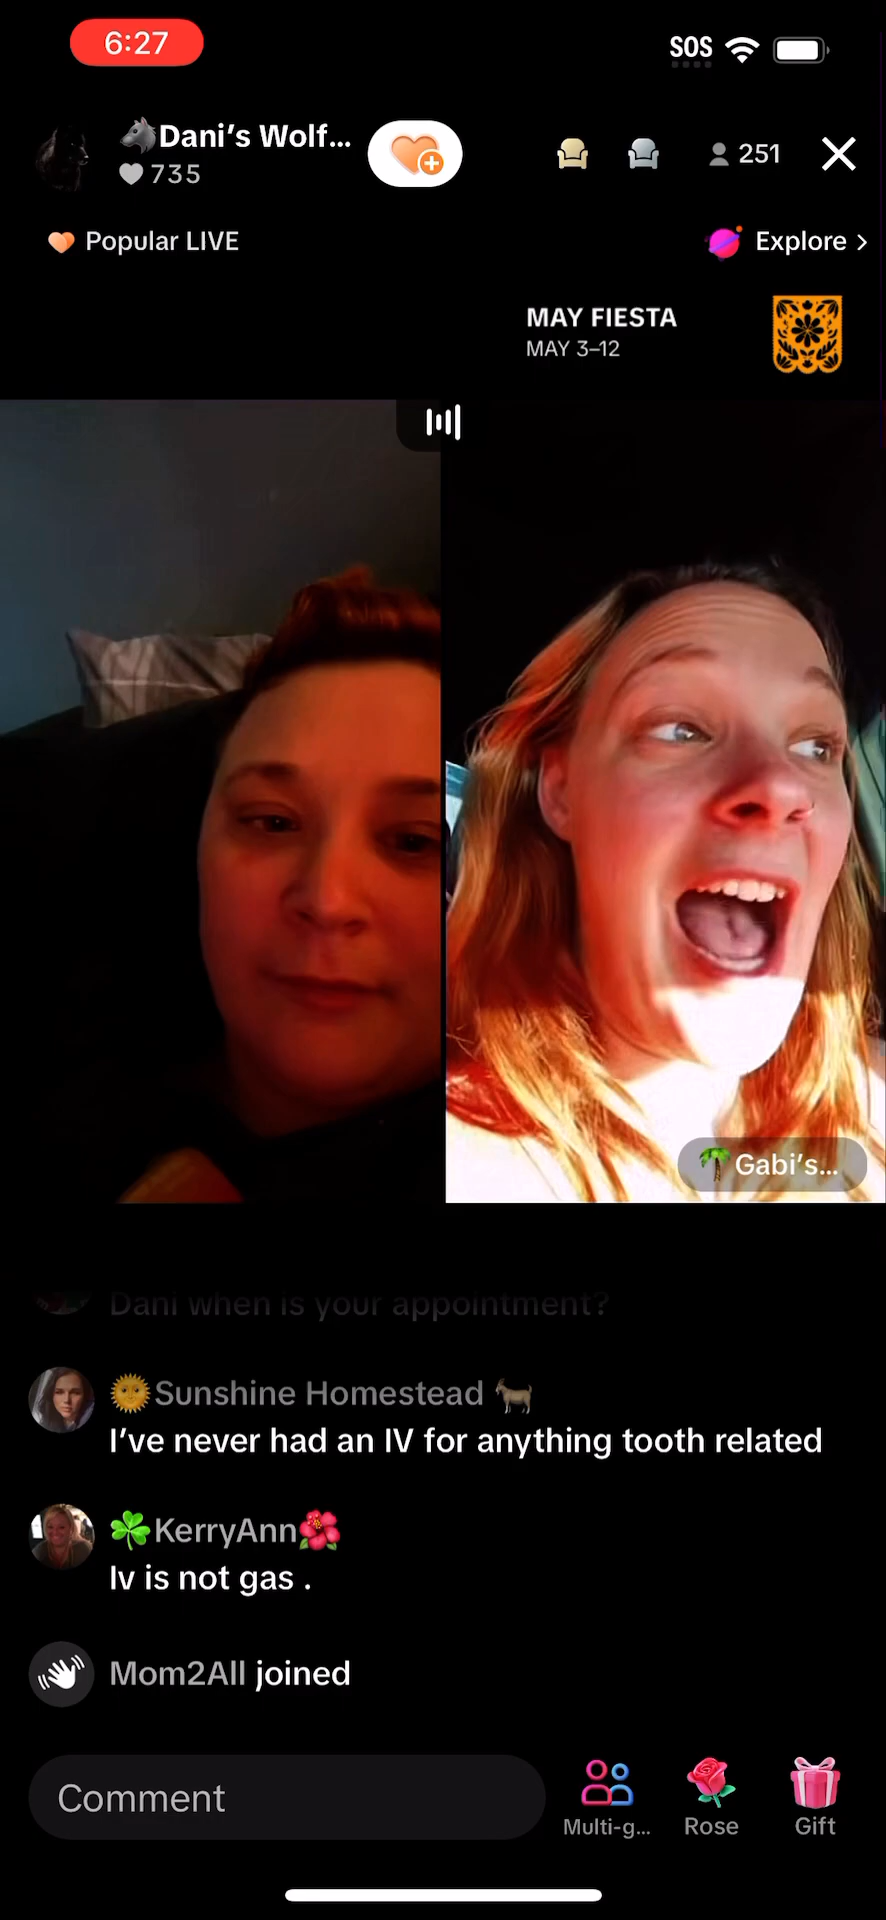 6:27
SOS
Dani's Wolf...
735
251
Popular LIVE
Explore >
MAY FIESTA
MAY 3–12
Gabi's...
Dani when is your appointment?
Sunshine Homestead
I've never had an IV for anything tooth related
KerryAnn
Iv is not gas .
Mom2All joined
Comment
Multi-g...
Rose
Gift